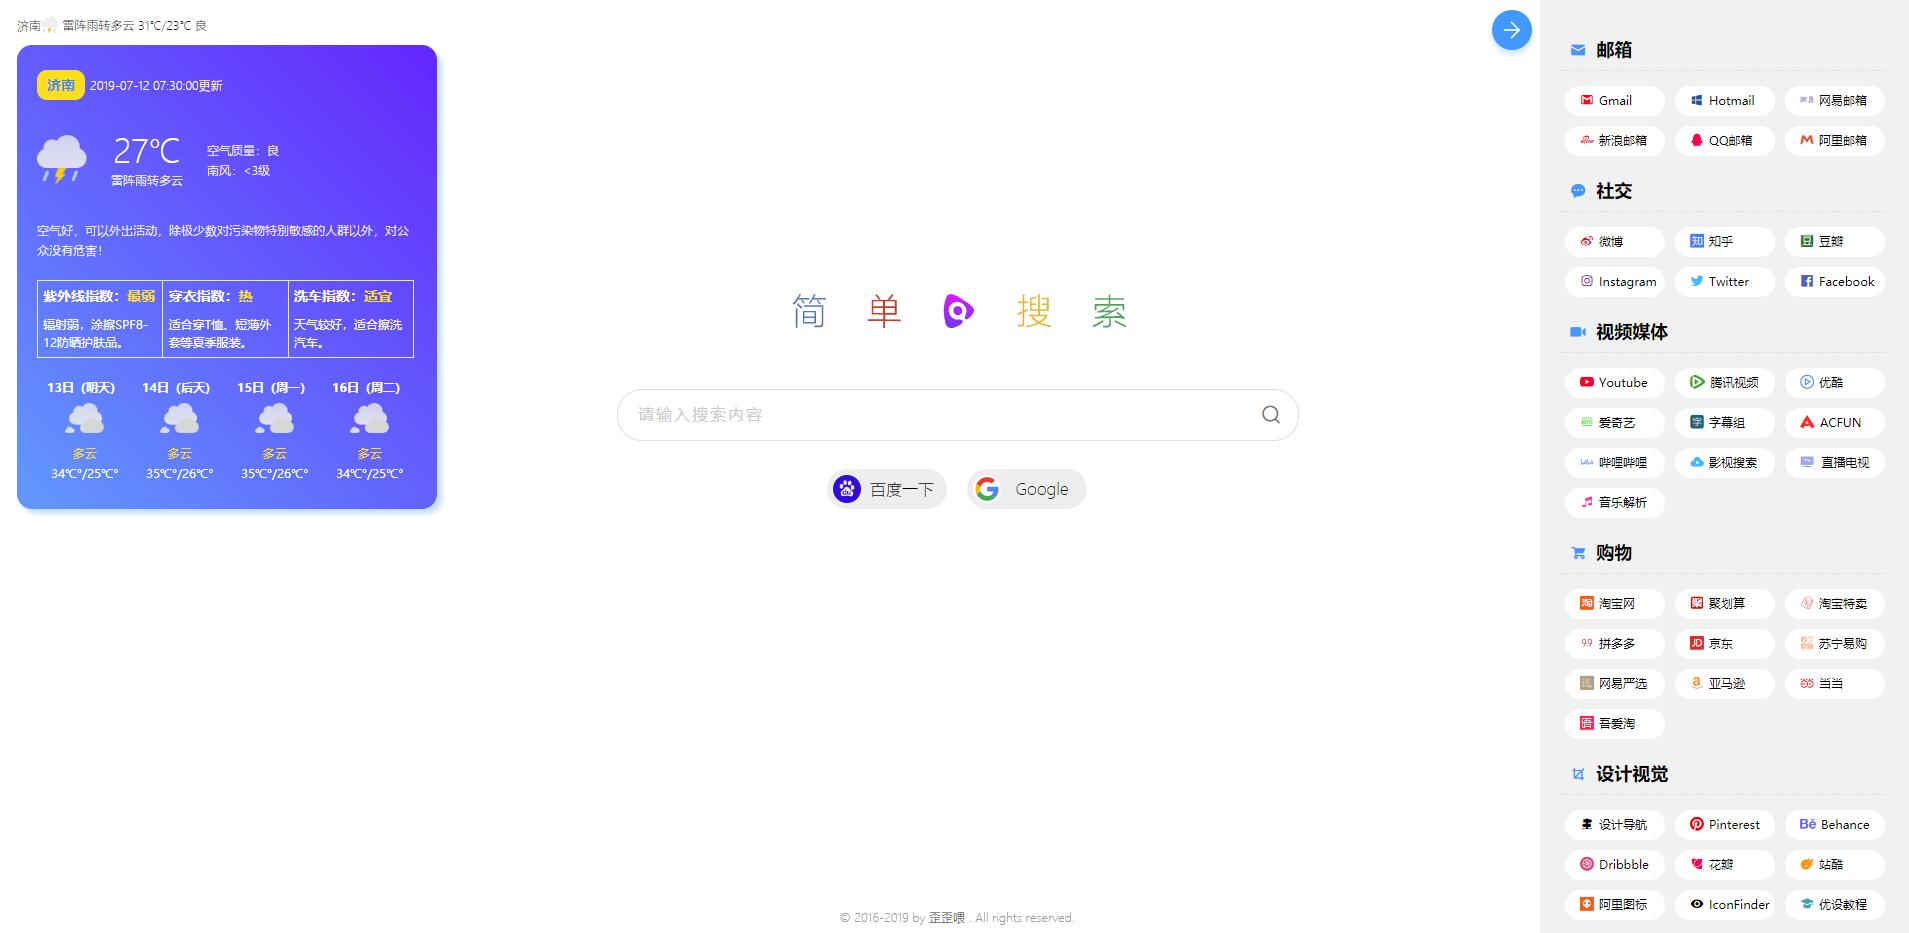 济南 雷阵雨转多云 31℃/23℃ 良
济南 2019-07-12 07:30:00更新
27℃
雷阵雨转多云
空气质量：良
南风：<3级
空气好，可以外出活动，除极少数对污染物特别敏感的人群以外，对公
众没有危害！
紫外线指数：最弱
辐射弱，涂擦SPF8-
12防晒护肤品。
穿衣指数：热
适合穿T恤、短薄外
套等夏季服装。
洗车指数：适宜
天气较好，适合擦洗
汽车。
13日（明天） 14日（后天） 15日（周一） 16日（周二）
多云 多云 多云 多云
34℃°/25℃° 35℃°/26℃° 35℃°/26℃° 34℃°/25℃°
简 单 搜 索
请输入搜索内容
百度一下 Google
© 2016-2019 by 歪歪喂 . All rights reserved.
邮箱
Gmail Hotmail 网易邮箱
新浪邮箱 QQ邮箱 阿里邮箱
社交
微博 知 知乎 豆 豆瓣
Instagram Twitter Facebook
视频媒体
Youtube 腾讯视频 优酷
爱奇艺 字 字幕组 ACFUN
哔哩哔哩 影视搜索 直播电视
音乐解析
购物
淘 淘宝网 聚 聚划算 淘宝特卖
9.9 拼多多 JD 京东 苏宁易购
网易严选 a 亚马逊 当当
吾爱淘
设计视觉
设计导航 Pinterest Bē Behance
Dribbble 花瓣 站酷
阿里图标 IconFinder 优设教程